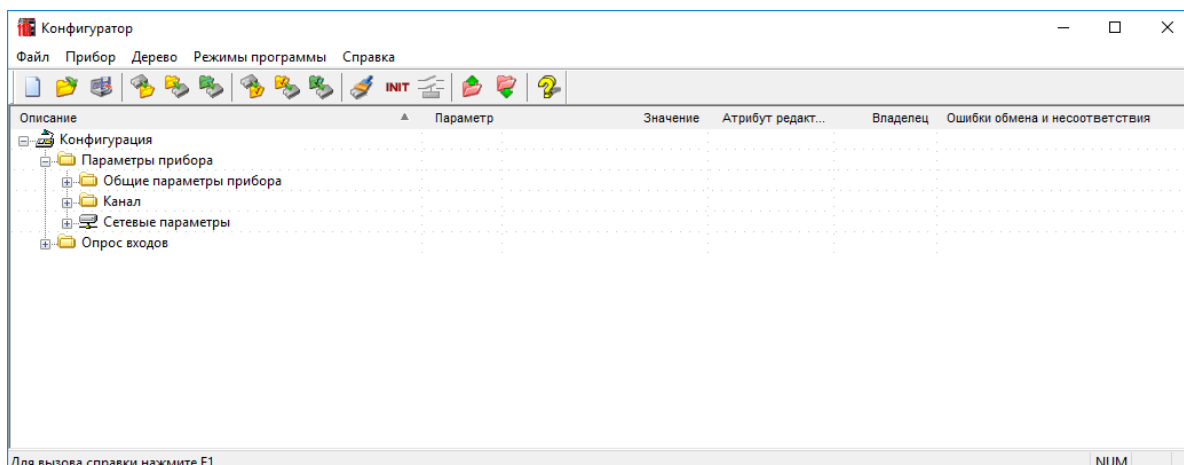 Конфигуратор
Файл Прибор Дерево Режимы программы Справка
INIT
Описание Параметр Значение Атрибут редакт... Владелец Ошибки обмена и несоответствия
Конфигурация
Параметры прибора
Общие параметры прибора
Канал
Сетевые параметры
Опрос входов
Для вызова справки нажмите F1 NUM